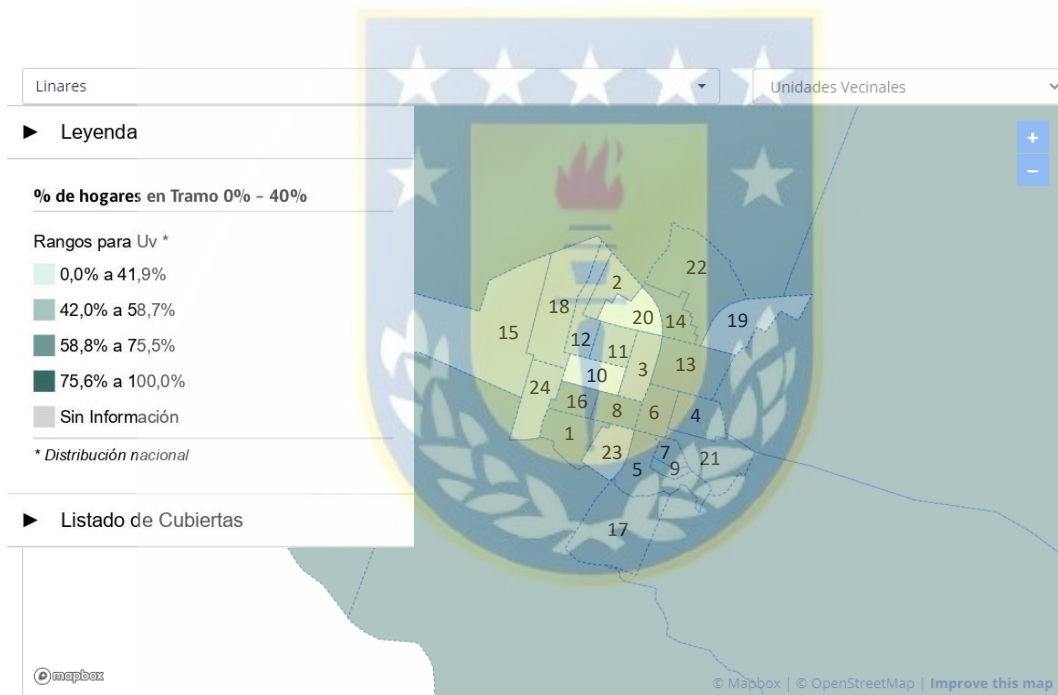 Linares
Unidades Vecinales
Leyenda
% de hogares en Tramo 0% – 40%
Rangos para Uv *
0,0% a 41,9%
42,0% a 58,7%
58,8% a 75,5%
75,6% a 100,0%
Sin Información
* Distribución nacional
Listado de Cubiertas
+
−
22
2
18
20
14
19
15
12
11
3
13
10
24
16
8
6
4
1
23
7
21
5
9
17
mapbox
© Mapbox | © OpenStreetMap | Improve this map